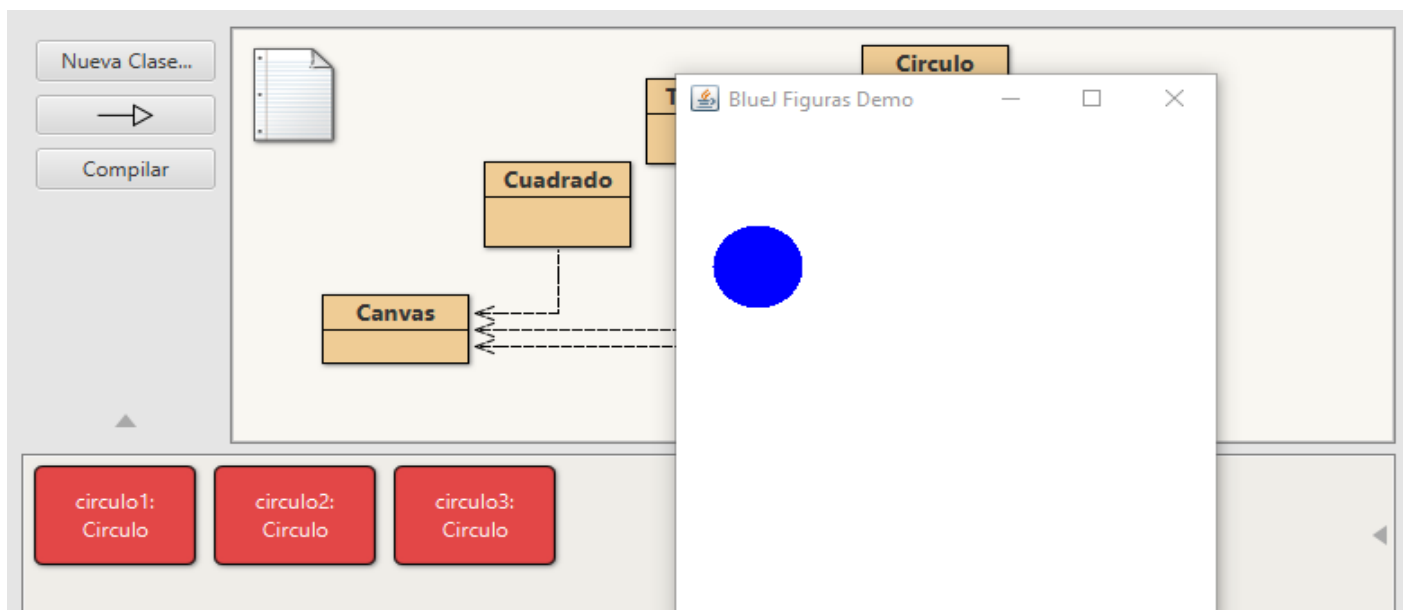 Nueva Clase...
Compilar
Circulo
BlueJ Figuras Demo
Cuadrado
Canvas
circulo1:
Circulo
circulo2:
Circulo
circulo3:
Circulo